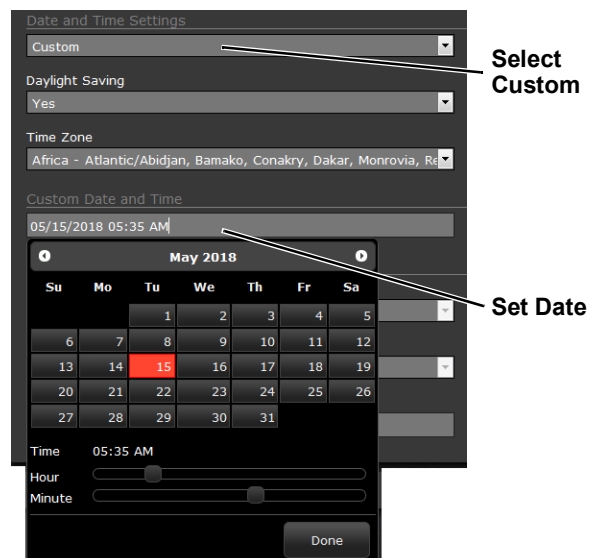 Date and Time Settings
Custom
Select
Custom
Daylight Saving
Yes
Time Zone
Africa - Atlantic/Abidjan, Bamako, Conakry, Dakar, Monrovia, Re
Custom Date and Time
05/15/2018 05:35 AM
May 2018
Su Mo Tu We Th Fr Sa
1 2 3 4 5
Set Date
6 7 8 9 10 11 12
13 14 15 16 17 18 19
20 21 22 23 24 25 26
27 28 29 30 31
Time 05:35 AM
Hour
Minute
Done